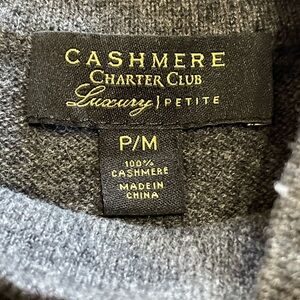 CASHMERE
CHARTER CLUB
Luxury | PETITE
P/M
100%
CASHMERE
MADE IN
CHINA